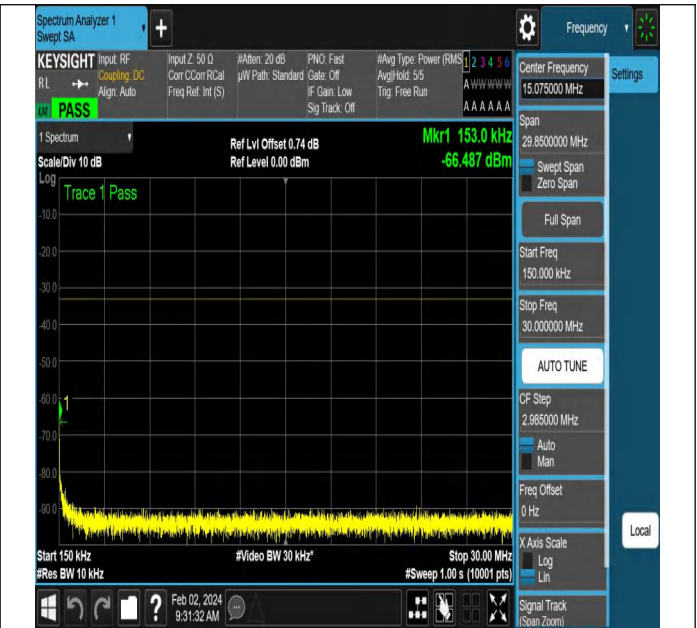 Spectrum Analyzer 1
Swept SA
+
Frequency
KEYSIGHT
RL
Input: RF
Coupling: DC
Align: Auto
Input Z: 50 Ω
Corr CCorr RCal
Freq Ref: Int (S)
#Atten: 20 dB
µW Path: Standard
PNO: Fast
Gate: Off
IF Gain: Low
Sig Track: Off
#Avg Type: Power (RMS
Avg|Hold: 5/5
Trig: Free Run
1 2 3 4 5 6
A W W W W W
A A A A A A
PASS
1 Spectrum
Scale/Div 10 dB
Ref Lvl Offset 0.74 dB
Ref Level 0.00 dBm
Mkr1 153.0 kHz
-66.487 dBm
Log
Trace 1 Pass
-10.0
-20.0
-30.0
-40.0
-50.0
-60.0
1
-70.0
-80.0
-90.0
Start 150 kHz
#Res BW 10 kHz
#Video BW 30 kHz*
Stop 30.00 MHz
#Sweep 1.00 s (10001 pts)
Feb 02, 2024
9:31:32 AM
?
Center Frequency
15.075000 MHz
Settings
Span
29.8500000 MHz
Swept Span
Zero Span
Full Span
Start Freq
150.000 kHz
Stop Freq
30.000000 MHz
AUTO TUNE
CF Step
2.985000 MHz
Auto
Man
Freq Offset
0 Hz
X Axis Scale
Log
Lin
Local
Signal Track
(Span Zoom)